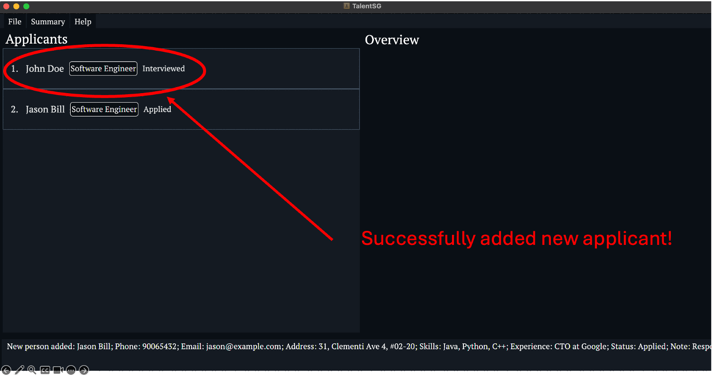 TalentSG
File Summary Help
Applicants
Overview
1. John Doe Software Engineer Interviewed
2. Jason Bill Software Engineer Applied
Successfully added new applicant!
New person added: Jason Bill; Phone: 90065432; Email: jason@example.com; Address: 31, Clementi Ave 4, #02-20; Skills: Java, Python, C++; Experience: CTO at Google; Status: Applied; Note: Respo